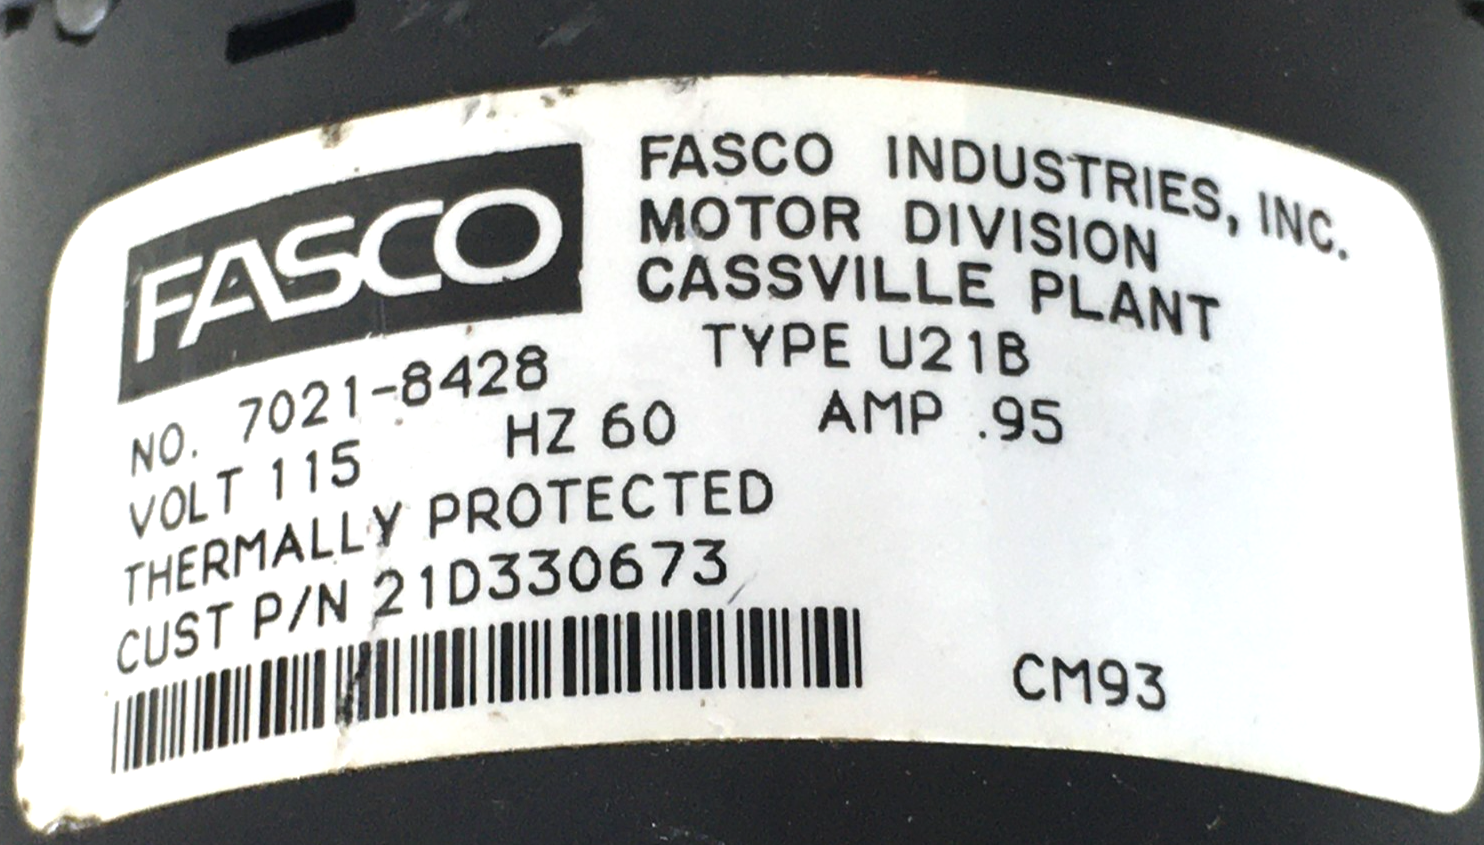 FASCO
FASCO INDUSTRIES, INC.
MOTOR DIVISION
CASSVILLE PLANT
NO. 7021-8428 TYPE U21B
VOLT 115 HZ 60 AMP .95
THERMALLY PROTECTED
CUST P/N 21D330673
CM93